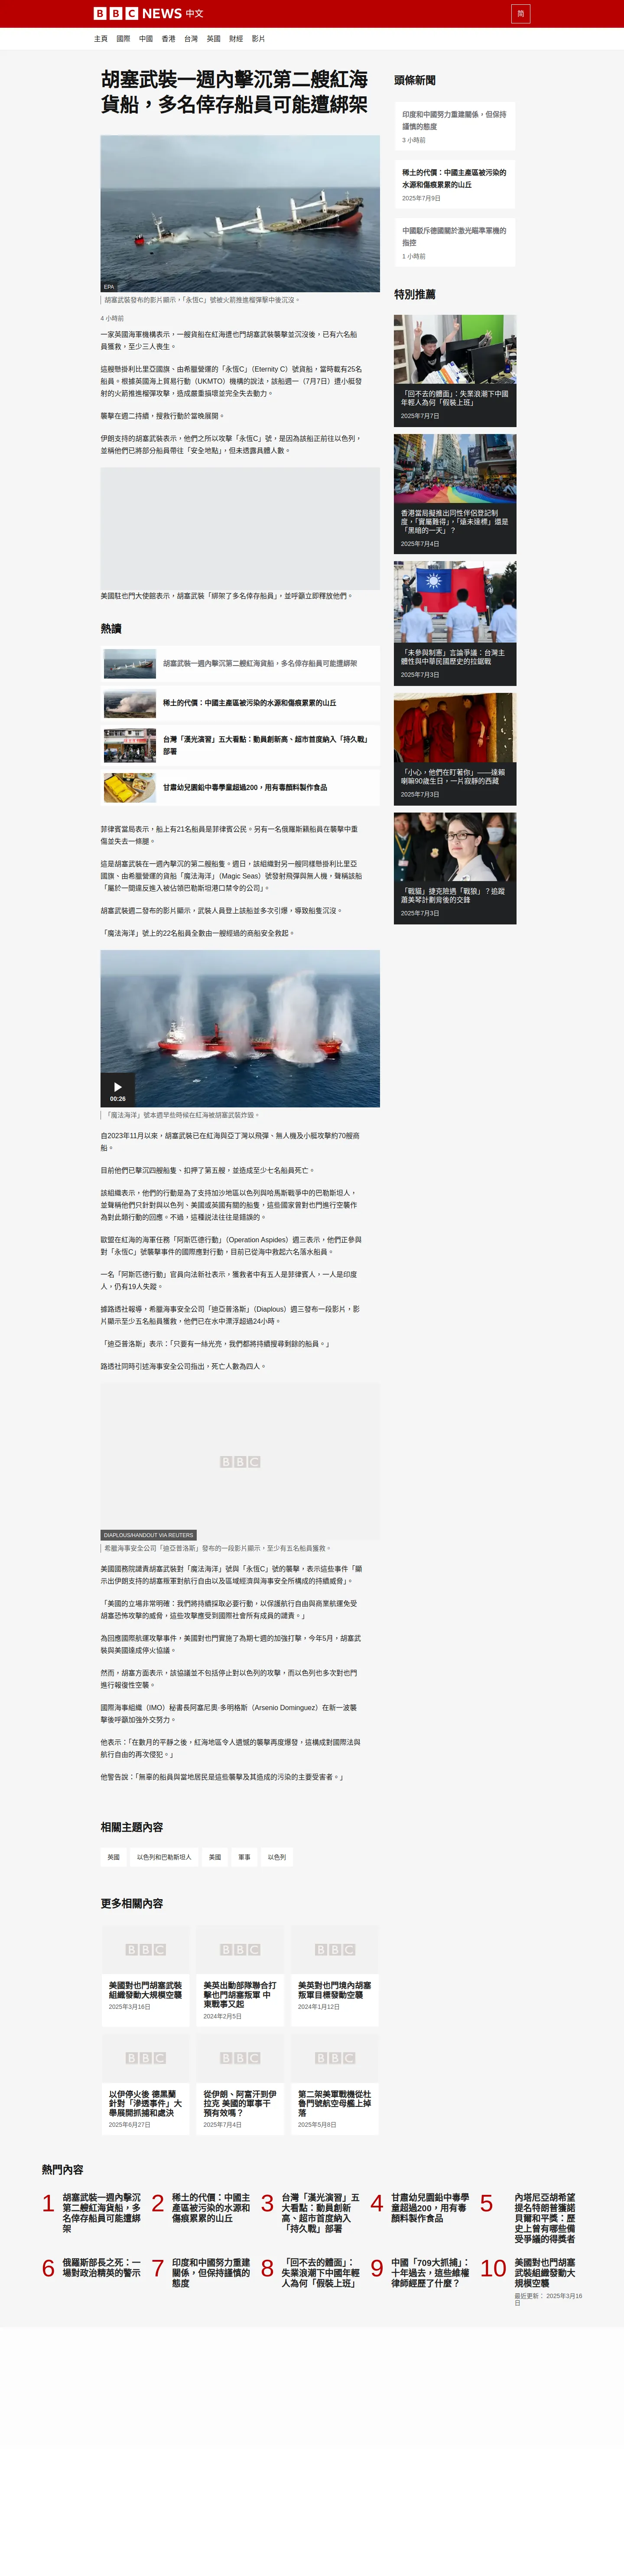 BBC NEWS 中文
简
主頁 國際 中國 香港 台灣 英國 財經 影片
胡塞武裝一週內擊沉第二艘紅海
貨船，多名倖存船員可能遭綁架
EPA
胡塞武裝發布的影片顯示，「永恆C」號被火箭推進榴彈擊中後沉沒。
4 小時前
一家英國海軍機構表示，一艘貨船在紅海遭也門胡塞武裝襲擊並沉沒後，已有六名船
員獲救，至少三人喪生。
這艘懸掛利比里亞國旗、由希臘營運的「永恆C」（Eternity C）號貨船，當時載有25名
船員。根據英國海上貿易行動（UKMTO）機構的說法，該船週一（7月7日）遭小艇發
射的火箭推進榴彈攻擊，造成嚴重損壞並完全失去動力。
襲擊在週二持續，搜救行動於當晚展開。
伊朗支持的胡塞武裝表示，他們之所以攻擊「永恆C」號，是因為該船正前往以色列，
並稱他們已將部分船員帶往「安全地點」，但未透露具體人數。
美國駐也門大使館表示，胡塞武裝「綁架了多名倖存船員」，並呼籲立即釋放他們。
熱讀
胡塞武裝一週內擊沉第二艘紅海貨船，多名倖存船員可能遭綁架
稀土的代價：中國主產區被污染的水源和傷痕累累的山丘
台灣「漢光演習」五大看點：動員創新高、超市首度納入「持久戰」
部署
甘肅幼兒園鉛中毒學童超過200，用有毒顏料製作食品
菲律賓當局表示，船上有21名船員是菲律賓公民。另有一名俄羅斯籍船員在襲擊中重
傷並失去一條腿。
這是胡塞武裝在一週內擊沉的第二艘船隻。週日，該組織對另一艘同樣懸掛利比里亞
國旗、由希臘營運的貨船「魔法海洋」（Magic Seas）號發射飛彈與無人機，聲稱該船
「屬於一間違反進入被佔領巴勒斯坦港口禁令的公司」。
胡塞武裝週二發布的影片顯示，武裝人員登上該船並多次引爆，導致船隻沉沒。
「魔法海洋」號上的22名船員全數由一艘經過的商船安全救起。
00:26
「魔法海洋」號本週早些時候在紅海被胡塞武裝炸毀。
自2023年11月以來，胡塞武裝已在紅海與亞丁灣以飛彈、無人機及小艇攻擊約70艘商
船。
目前他們已擊沉四艘船隻、扣押了第五艘，並造成至少七名船員死亡。
該組織表示，他們的行動是為了支持加沙地區以色列與哈馬斯戰爭中的巴勒斯坦人，
並聲稱他們只針對與以色列、美國或英國有關的船隻，這些國家曾對也門進行空襲作
為對此類行動的回應。不過，這種說法往往是錯誤的。
歐盟在紅海的海軍任務「阿斯匹德行動」（Operation Aspides）週三表示，他們正參與
對「永恆C」號襲擊事件的國際應對行動，目前已從海中救起六名落水船員。
一名「阿斯匹德行動」官員向法新社表示，獲救者中有五人是菲律賓人，一人是印度
人，仍有19人失蹤。
據路透社報導，希臘海事安全公司「迪亞普洛斯」（Diaplous）週三發布一段影片，影
片顯示至少五名船員獲救，他們已在水中漂浮超過24小時。
「迪亞普洛斯」表示：「只要有一絲光亮，我們都將持續搜尋剩餘的船員。」
路透社同時引述海事安全公司指出，死亡人數為四人。
BBC
DIAPLOUS/HANDOUT VIA REUTERS
希臘海事安全公司「迪亞普洛斯」發布的一段影片顯示，至少有五名船員獲救。
美國國務院譴責胡塞武裝對「魔法海洋」號與「永恆C」號的襲擊，表示這些事件「顯
示出伊朗支持的胡塞叛軍對航行自由以及區域經濟與海事安全所構成的持續威脅」。
「美國的立場非常明確：我們將持續採取必要行動，以保護航行自由與商業航運免受
胡塞恐怖攻擊的威脅，這些攻擊應受到國際社會所有成員的譴責。」
為回應國際航運攻擊事件，美國對也門實施了為期七週的加強打擊，今年5月，胡塞武
裝與美國達成停火協議。
然而，胡塞方面表示，該協議並不包括停止對以色列的攻擊，而以色列也多次對也門
進行報復性空襲。
國際海事組織（IMO）秘書長阿塞尼奧·多明格斯（Arsenio Dominguez）在新一波襲
擊後呼籲加強外交努力。
他表示：「在數月的平靜之後，紅海地區令人遺憾的襲擊再度爆發，這構成對國際法與
航行自由的再次侵犯。」
他警告說：「無辜的船員與當地居民是這些襲擊及其造成的污染的主要受害者。」
相關主題內容
英國 以色列和巴勒斯坦人 美國 軍事 以色列
更多相關內容
BBC BBC BBC
美國對也門胡塞武裝
組織發動大規模空襲
2025年3月16日
美英出動部隊聯合打
擊也門胡塞叛軍 中
東戰事又起
2024年2月5日
美英對也門境內胡塞
叛軍目標發動空襲
2024年1月12日
BBC BBC BBC
以伊停火後 德黑蘭
針對「滲透事件」大
舉展開抓捕和處決
2025年6月27日
從伊朗、阿富汗到伊
拉克 美國的軍事干
預有效嗎？
2025年7月4日
第二架美軍戰機從杜
魯門號航空母艦上掉
落
2025年5月8日
頭條新聞
印度和中國努力重建關係，但保持
謹慎的態度
3 小時前
稀土的代價：中國主產區被污染的
水源和傷痕累累的山丘
2025年7月9日
中國駁斥德國關於激光瞄準軍機的
指控
1 小時前
特別推薦
「回不去的體面」：失業浪潮下中國
年輕人為何「假裝上班」
2025年7月7日
香港當局擬推出同性伴侶登記制
度，「實屬難得」，「遠未達標」還是
「黑暗的一天」？
2025年7月4日
「未參與制憲」言論爭議：台灣主
體性與中華民國歷史的拉鋸戰
2025年7月3日
「小心，他們在盯著你」——達賴
喇嘛90歲生日，一片寂靜的西藏
2025年7月3日
「戰貓」捷克險遇「戰狼」？追蹤
蕭美琴計劃背後的交鋒
2025年7月3日
熱門內容
1 胡塞武裝一週內擊沉
第二艘紅海貨船，多
名倖存船員可能遭綁
架
2 稀土的代價：中國主
產區被污染的水源和
傷痕累累的山丘
3 台灣「漢光演習」五
大看點：動員創新
高、超市首度納入
「持久戰」部署
4 甘肅幼兒園鉛中毒學
童超過200，用有毒
顏料製作食品
5 內塔尼亞胡希望
提名特朗普獲諾
貝爾和平獎：歷
史上曾有哪些備
受爭議的得獎者
6 俄羅斯部長之死：一
場對政治精英的警示
7 印度和中國努力重建
關係，但保持謹慎的
態度
8 「回不去的體面」：
失業浪潮下中國年輕
人為何「假裝上班」
9 中國「709大抓捕」：
十年過去，這些維權
律師經歷了什麼？
10 美國對也門胡塞
武裝組織發動大
規模空襲
最近更新： 2025年3月16
日